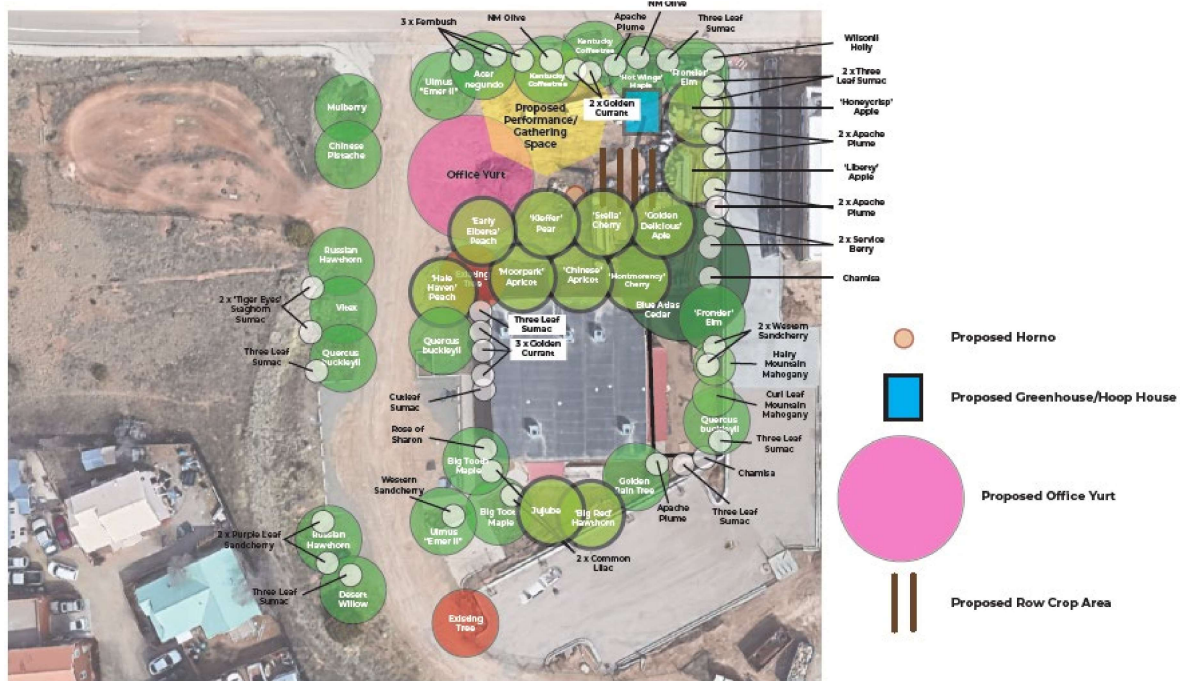 NM Olive
3 x Fernbush
NM Olive
Apache
Plume
Three Leaf
Sumac
Kentucky
Coffeetree
Wilsonii
Holly
Ulmus
"Emer II"
Acer
negundo
Kentucky
Coffeetree
'Hot Wings'
Maple
'Frontier'
Elm
2 x Three
Leaf Sumac
Mulberry
Proposed
Performance/
Gathering
Space
2 x Golden
Currant
'Honeycrisp'
Apple
2 x Apache
Plume
Chinese
Pistache
Office Yurt
'Liberty'
Apple
2 x Apache
Plume
'Early
Elberta'
Peach
'Kieffer'
Pear
'Stella'
Cherry
'Golden
Delicious'
Aple
2 x Service
Berry
Russian
Hawthorn
Existing
Tree
'Hale
Haven'
Peach
'Moorpark'
Apricot
'Chinese'
Apricot
'Montmorency'
Cherry
Chamisa
2 x 'Tiger Eyes'
Staghorn
Sumac
Vitex
Blue Atlas
Cedar
'Frontier'
Elm
Three Leaf
Sumac
3 x Golden
Currant
2 x Western
Sandcherry
Proposed Horno
Three Leaf
Sumac
Quercus
buckleyii
Quercus
buckleyii
Hairy
Mountain
Mahogany
Cutleaf
Sumac
Curl Leaf
Mountain
Mahogany
Proposed Greenhouse/Hoop House
Rose of
Sharon
Quercus
buckleyii
Three Leaf
Sumac
Big Tooth
Maple
Chamisa
Western
Sandcherry
Golden
Rain Tree
Proposed Office Yurt
Ulmus
"Emer II"
Big Tooth
Maple
Jujube
'Big Red'
Hawthorn
Apache
Plume
Three Leaf
Sumac
2 x Purple Leaf
Sandcherry
Russian
Hawthorn
2 x Common
Lilac
Three Leaf
Sumac
Desert
Willow
Existing
Tree
Proposed Row Crop Area